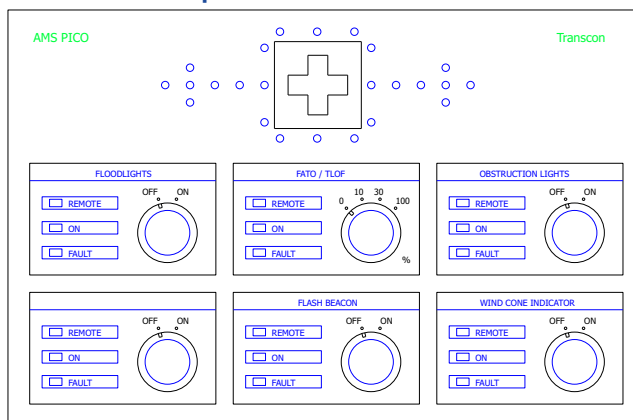 AMS PICO
Transcon
FLOODLIGHTS
REMOTE
ON
FAULT
OFF ON
FATO / TLOF
REMOTE
ON
FAULT
0 10 30 100
%
OBSTRUCTION LIGHTS
REMOTE
ON
FAULT
OFF ON
REMOTE
ON
FAULT
OFF ON
FLASH BEACON
REMOTE
ON
FAULT
OFF ON
WIND CONE INDICATOR
REMOTE
ON
FAULT
OFF ON